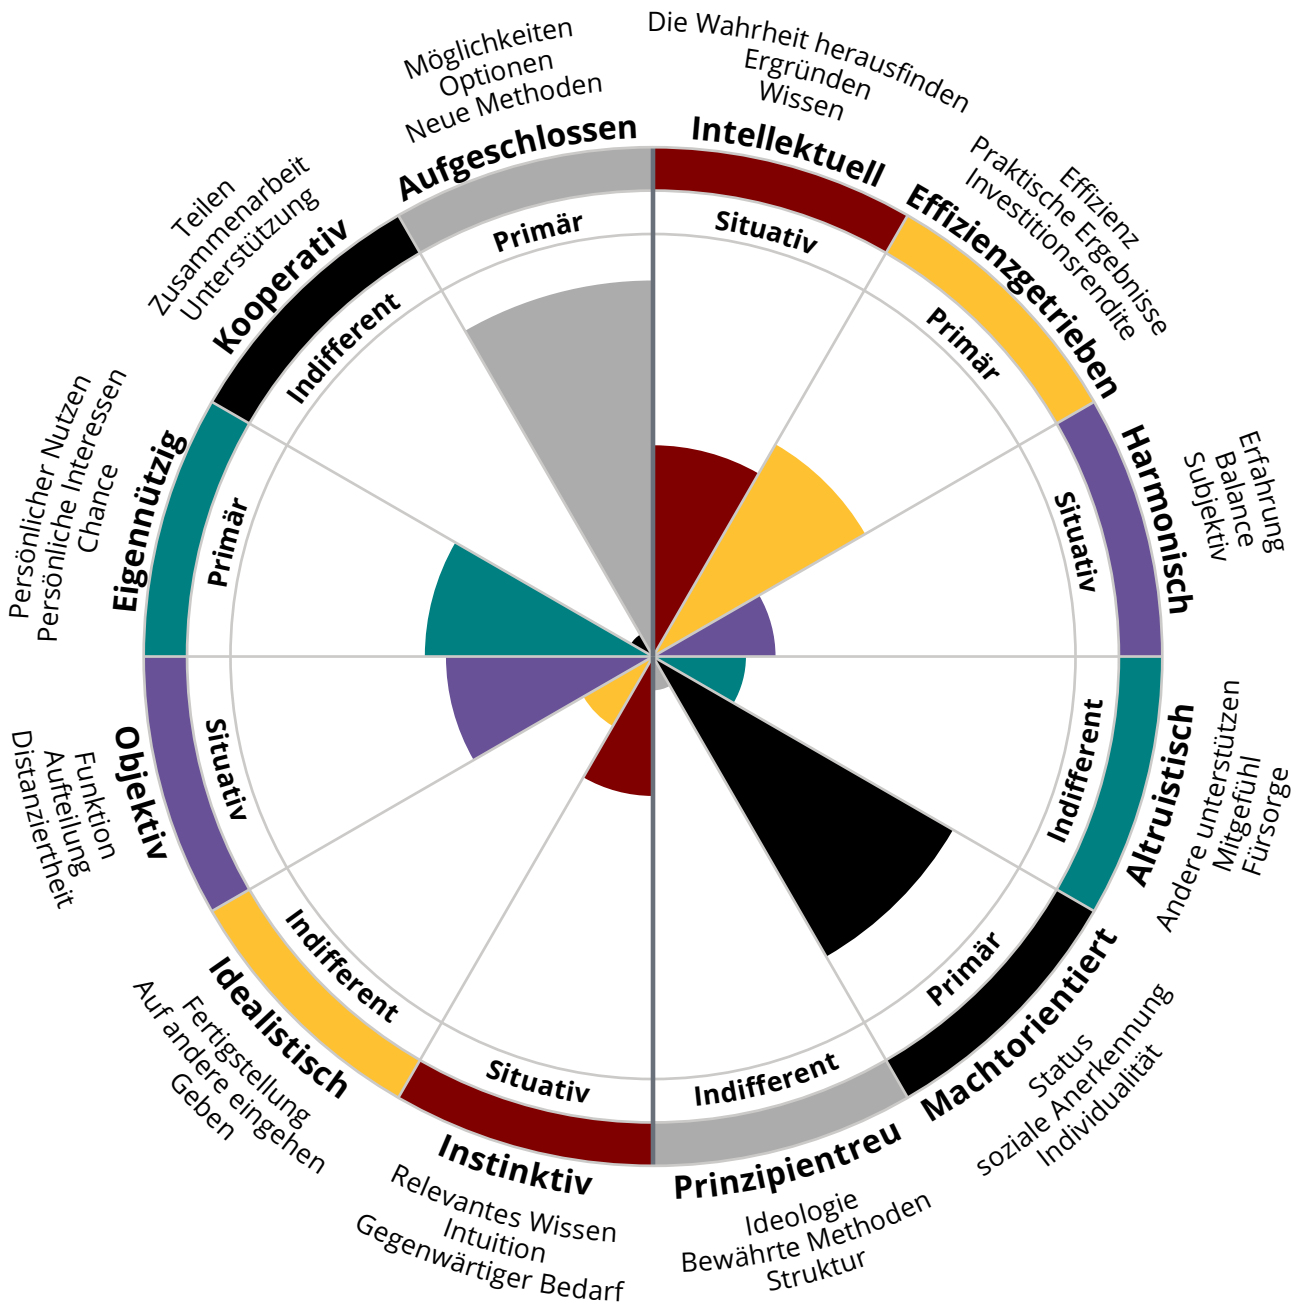 Die Wahrheit herausfinden
Ergründen
Wissen
Intellektuell
Situativ
Effizienz
Praktische Ergebnisse
Investitionsrendite
Effizienzgetrieben
Primär
Erfahrung
Balance
Subjektiv
Harmonisch
Situativ
Andere unterstützen
Mitgefühl
Fürsorge
Altruistisch
Indifferent
Status
soziale Anerkennung
Individualität
Machtorientiert
Primär
Indifferent
Prinzipientreu
Ideologie
Bewährte Methoden
Struktur
Situativ
Instinktiv
Relevantes Wissen
Intuition
Gegenwärtiger Bedarf
Indifferent
Idealistisch
Fertigstellung
Auf andere eingehen
Geben
Situativ
Objektiv
Funktion
Aufteilung
Distanziertheit
Persönlicher Nutzen
Persönliche Interessen
Chance
Eigennützig
Primär
Teilen
Zusammenarbeit
Unterstützung
Kooperativ
Indifferent
Möglichkeiten
Optionen
Neue Methoden
Aufgeschlossen
Primär